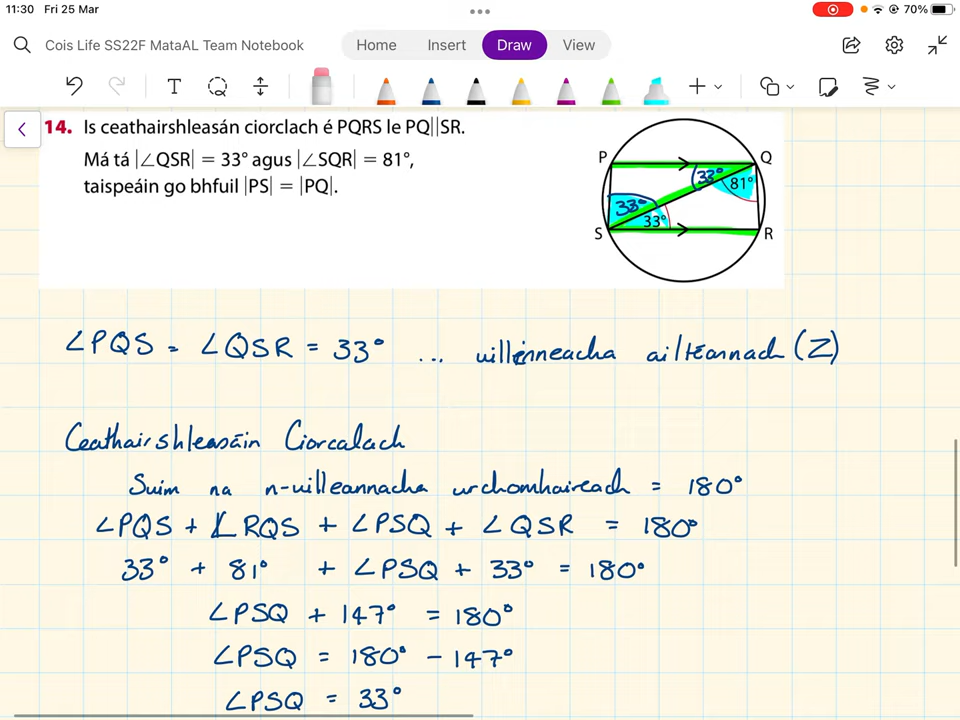 11:30 Fri 25 Mar
70%
Cois Life SS22F MataAL Team Notebook
Home Insert Draw View
14. Is ceathairshleasán ciorclach é PQRS le PQ||SR.
Má tá |∠QSR| = 33° agus |∠SQR| = 81°,
taispeáin go bhfuil |PS| = |PQ|.
P
Q
33°
81°
33°
33°
S
R
∠PQS = ∠QSR = 33° ... uillinneacha ailtéannach (Z)
Ceathairshleasáin Ciorcalach
Suim na n-uilleannacha urchomhaireach = 180°
∠PQS + ∠RQS + ∠PSQ + ∠QSR = 180°
33° + 81° + ∠PSQ + 33° = 180°
∠PSQ + 147° = 180°
∠PSQ = 180° - 147°
∠PSQ = 33°